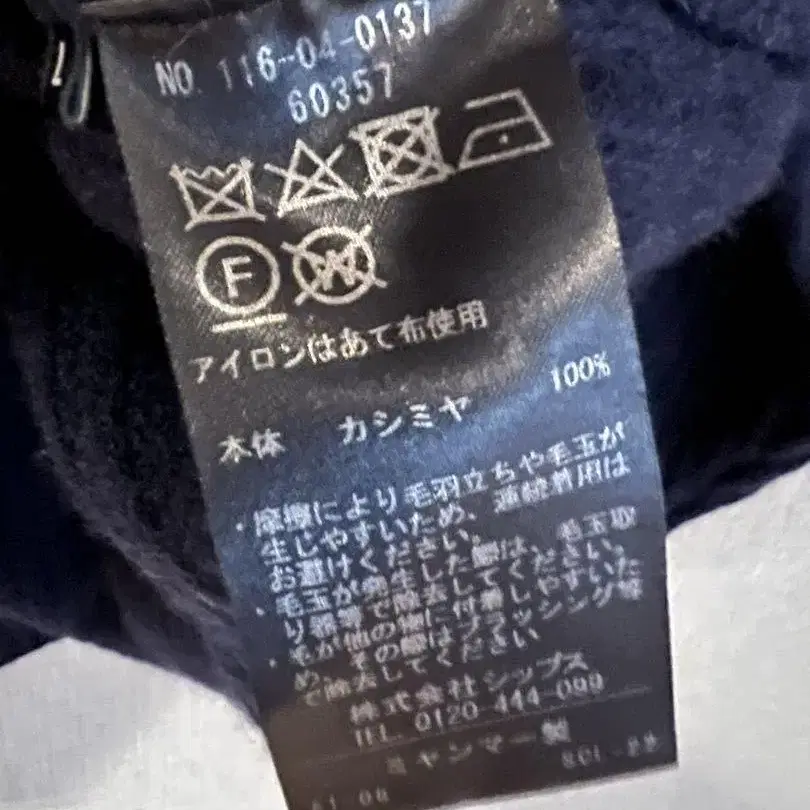 NO. 116-04-0137
60357
F
W
アイロンはあて布使用
本体 カシミヤ 100%
・摩擦により毛羽立ちや毛玉が
生しやすいため、連続着用は
お避けください。
・毛玉が発生した際は、毛玉取
り器等で除去してください。
・毛が他の物に付着しやすいた
め、その際はブラッシング等
で除去してください
株式会社シップス
TEL. 0120-444-099
ミヤンマー製